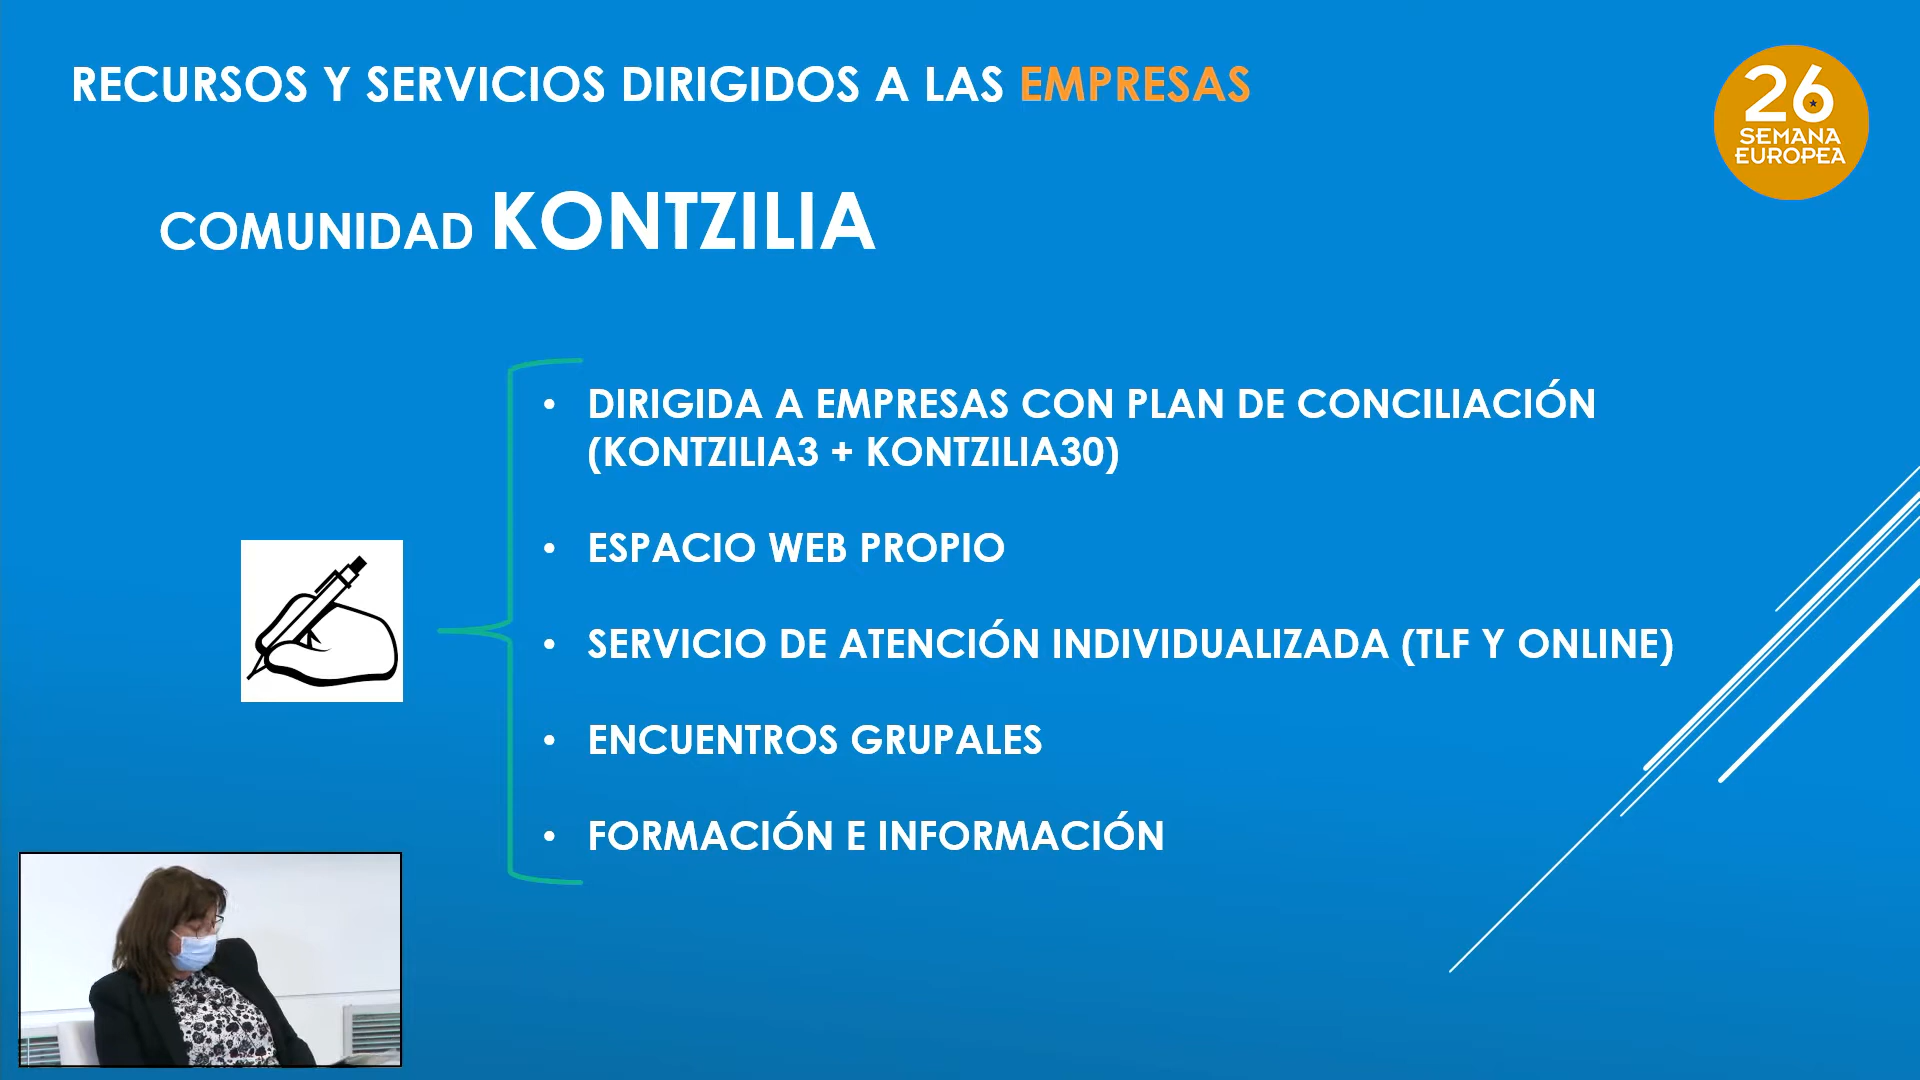 RECURSOS Y SERVICIOS DIRIGIDOS A LAS EMPRESAS
26
SEMANA
EUROPEA
COMUNIDAD KONTZILIA
• DIRIGIDA A EMPRESAS CON PLAN DE CONCILIACIÓN
(KONTZILIA3 + KONTZILIA30)
• ESPACIO WEB PROPIO
• SERVICIO DE ATENCIÓN INDIVIDUALIZADA (TLF Y ONLINE)
• ENCUENTROS GRUPALES
• FORMACIÓN E INFORMACIÓN